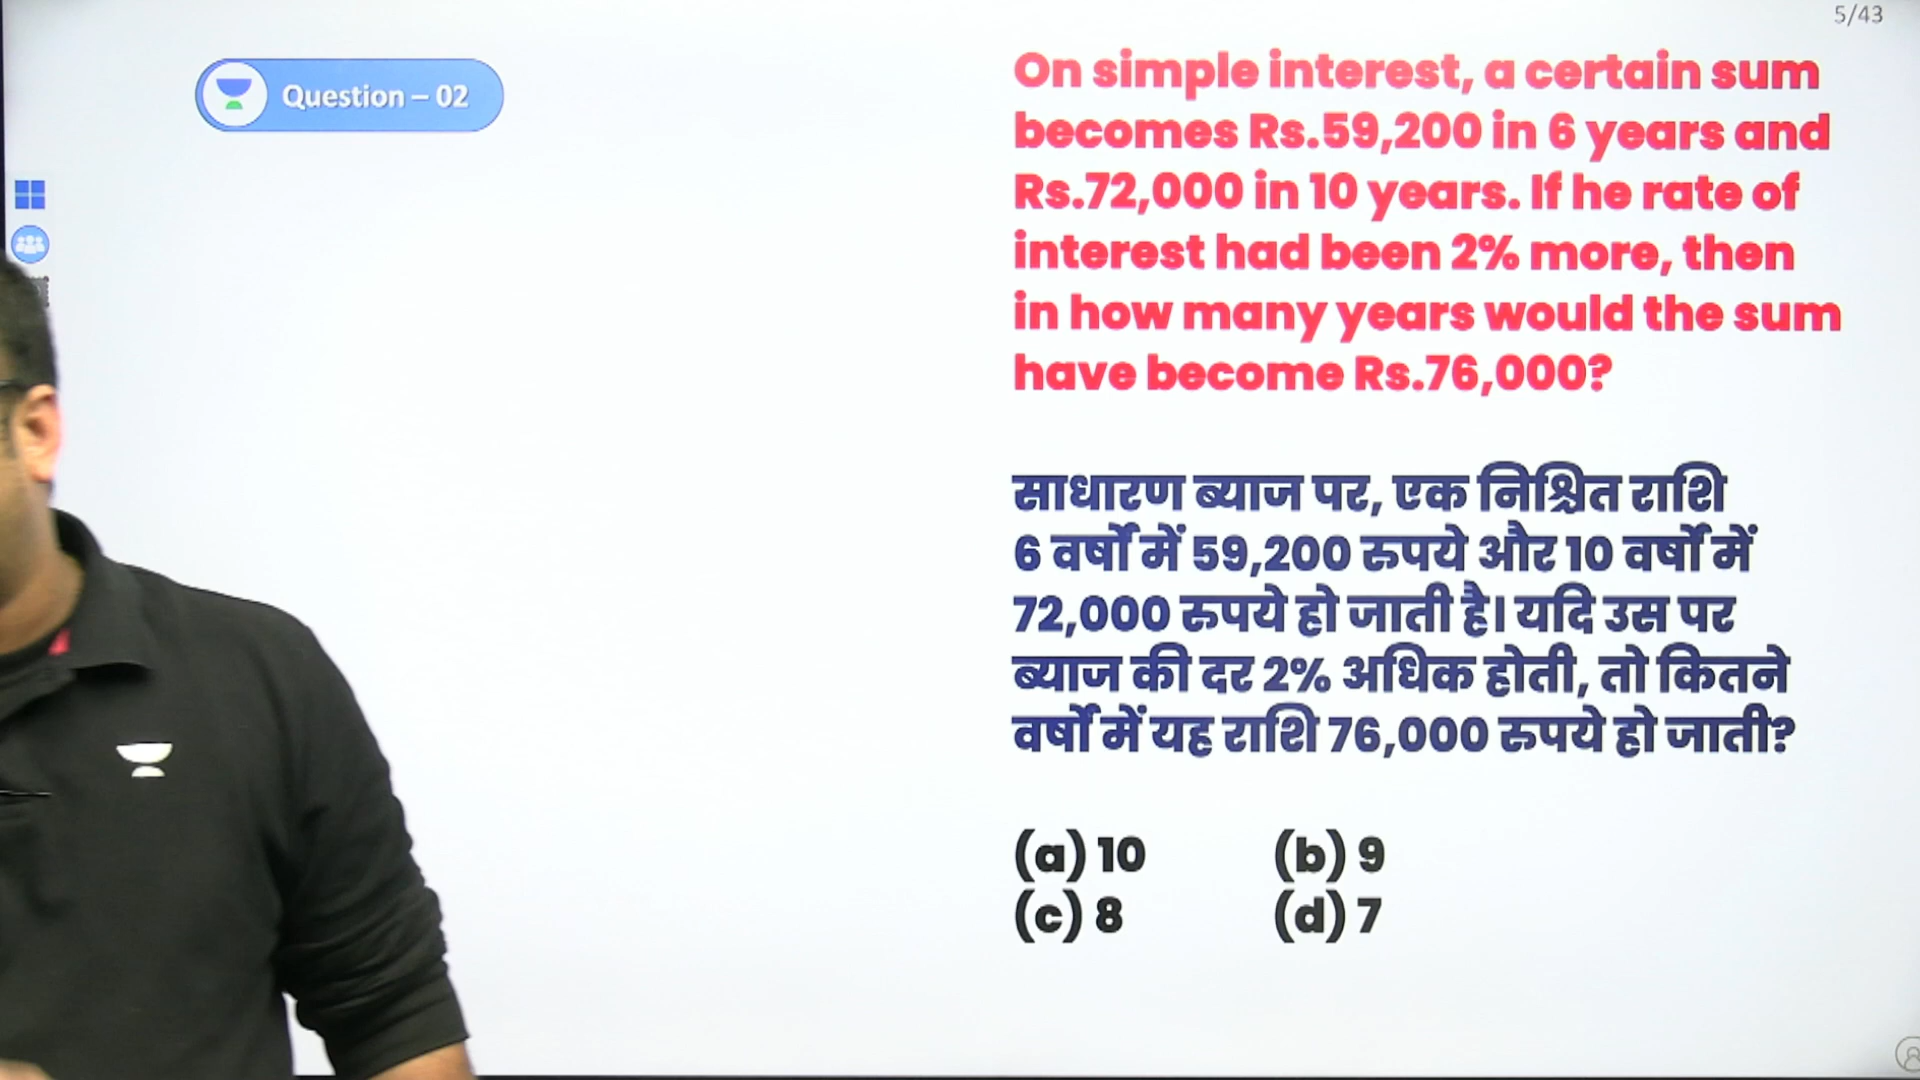 5/43
Question – 02
On simple interest, a certain sum
becomes Rs.59,200 in 6 years and
Rs.72,000 in 10 years. If he rate of
interest had been 2% more, then
in how many years would the sum
have become Rs.76,000?
साधारण ब्याज पर, एक निश्चित राशि
6 वर्षों में 59,200 रुपये और 10 वर्षों में
72,000 रुपये हो जाती है। यदि उस पर
ब्याज की दर 2% अधिक होती, तो कितने
वर्षों में यह राशि 76,000 रुपये हो जाती?
(a) 10 (b) 9
(c) 8 (d) 7